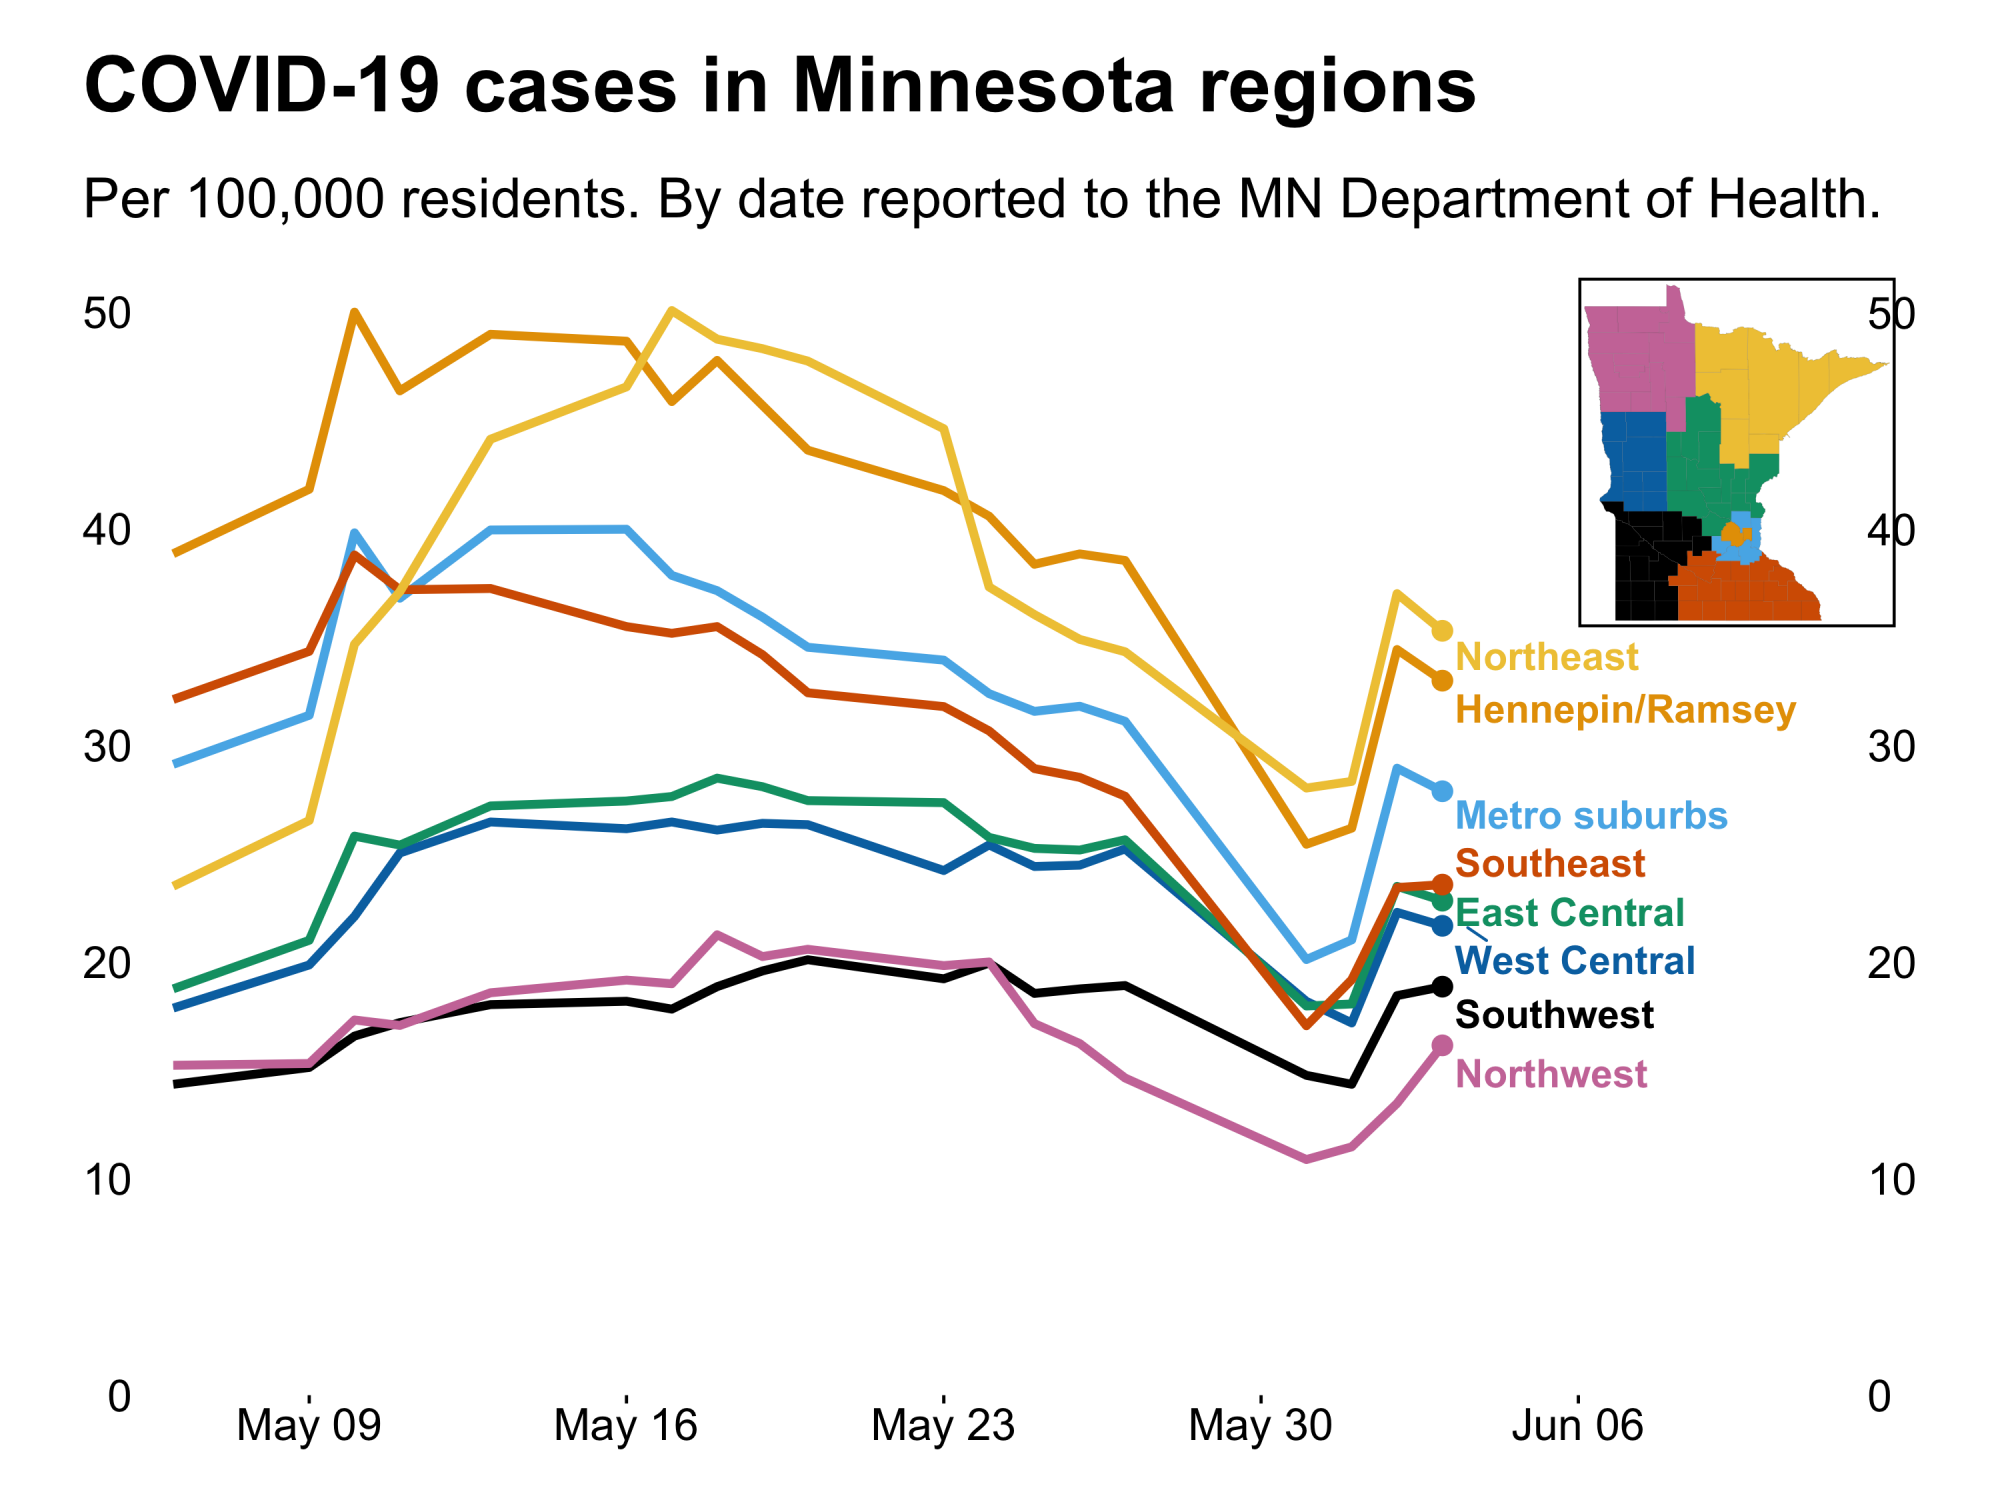 COVID-19 cases in Minnesota regions
Per 100,000 residents. By date reported to the MN Department of Health.
50
50
40
40
Northeast
Hennepin/Ramsey
30
30
Metro suburbs
Southeast
East Central
West Central
20
20
Southwest
Northwest
10
10
0
0
May 09
May 16
May 23
May 30
Jun 06